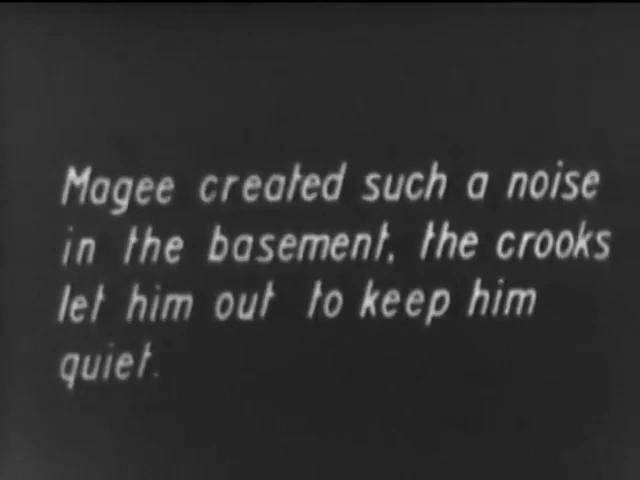 Magee created such a noise
in the basement, the crooks
let him out to keep him
quiet.